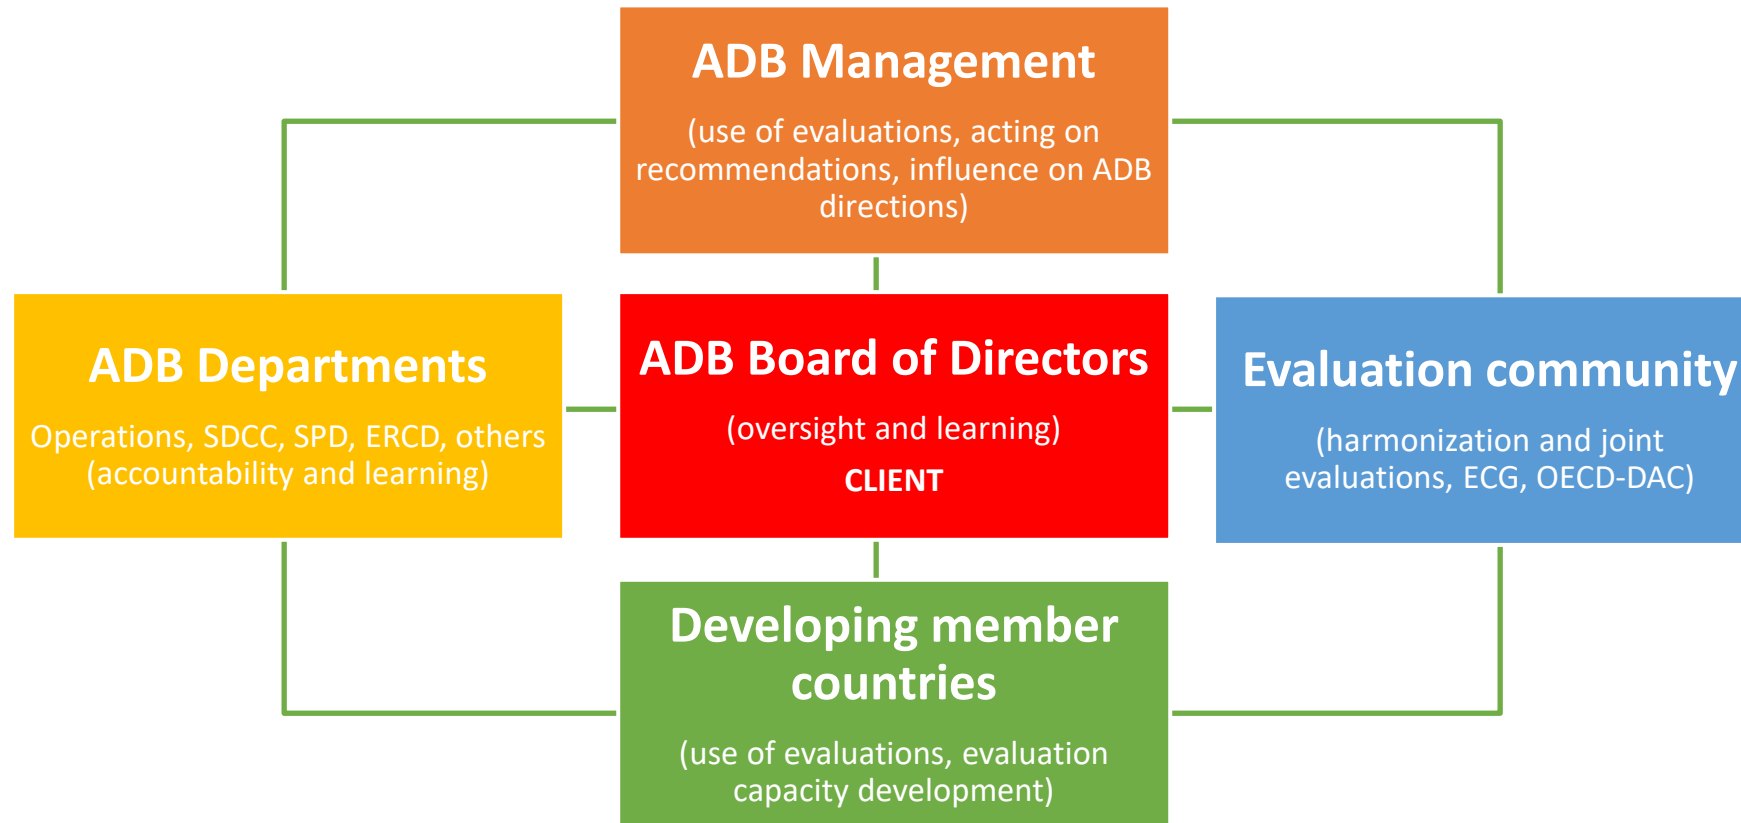 ADB Management
(use of evaluations, acting on
recommendations, influence on ADB
directions)
ADB Departments
Operations, SDCC, SPD, ERCD, others
(accountability and learning)
ADB Board of Directors
(oversight and learning)
CLIENT
Evaluation community
(harmonization and joint
evaluations, ECG, OECD-DAC)
Developing member
countries
(use of evaluations, evaluation
capacity development)